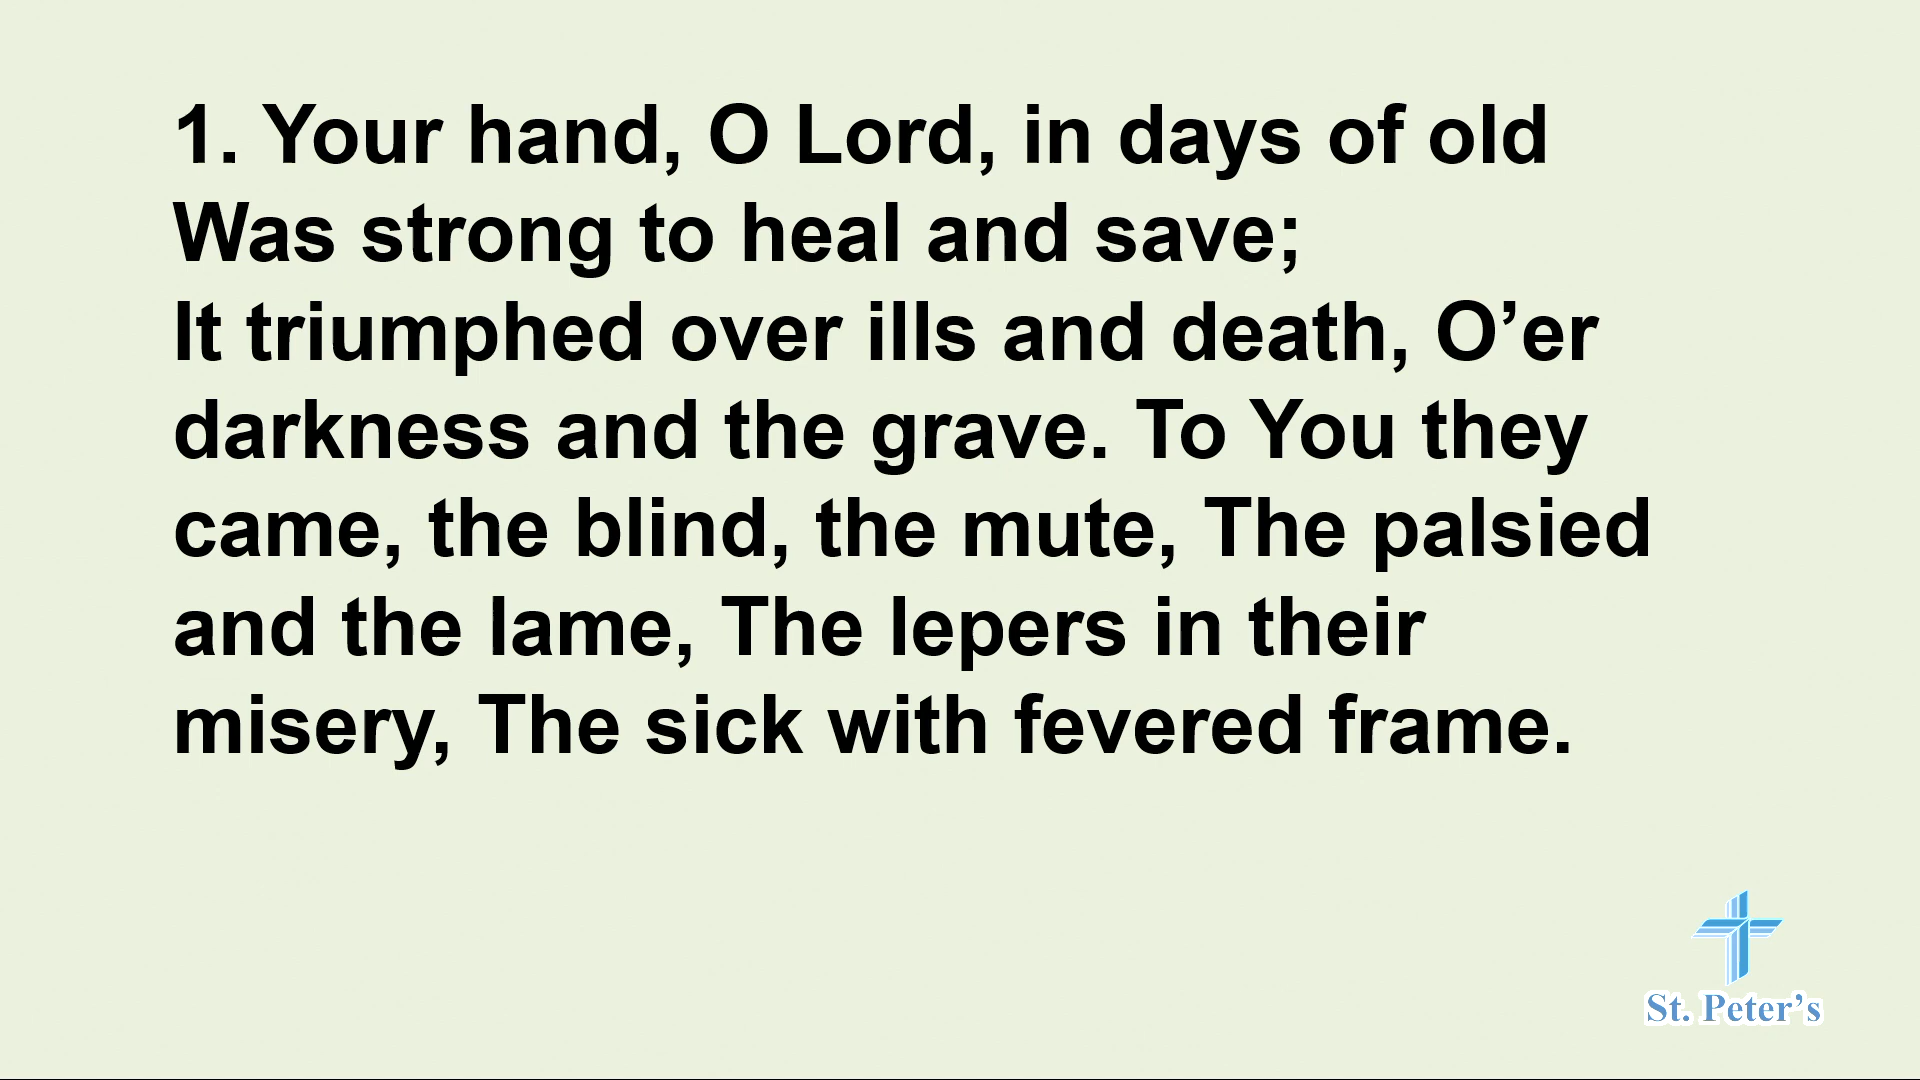 1. Your hand, O Lord, in days of old
Was strong to heal and save;
It triumphed over ills and death, O’er
darkness and the grave. To You they
came, the blind, the mute, The palsied
and the lame, The lepers in their
misery, The sick with fevered frame.
St. Peter’s